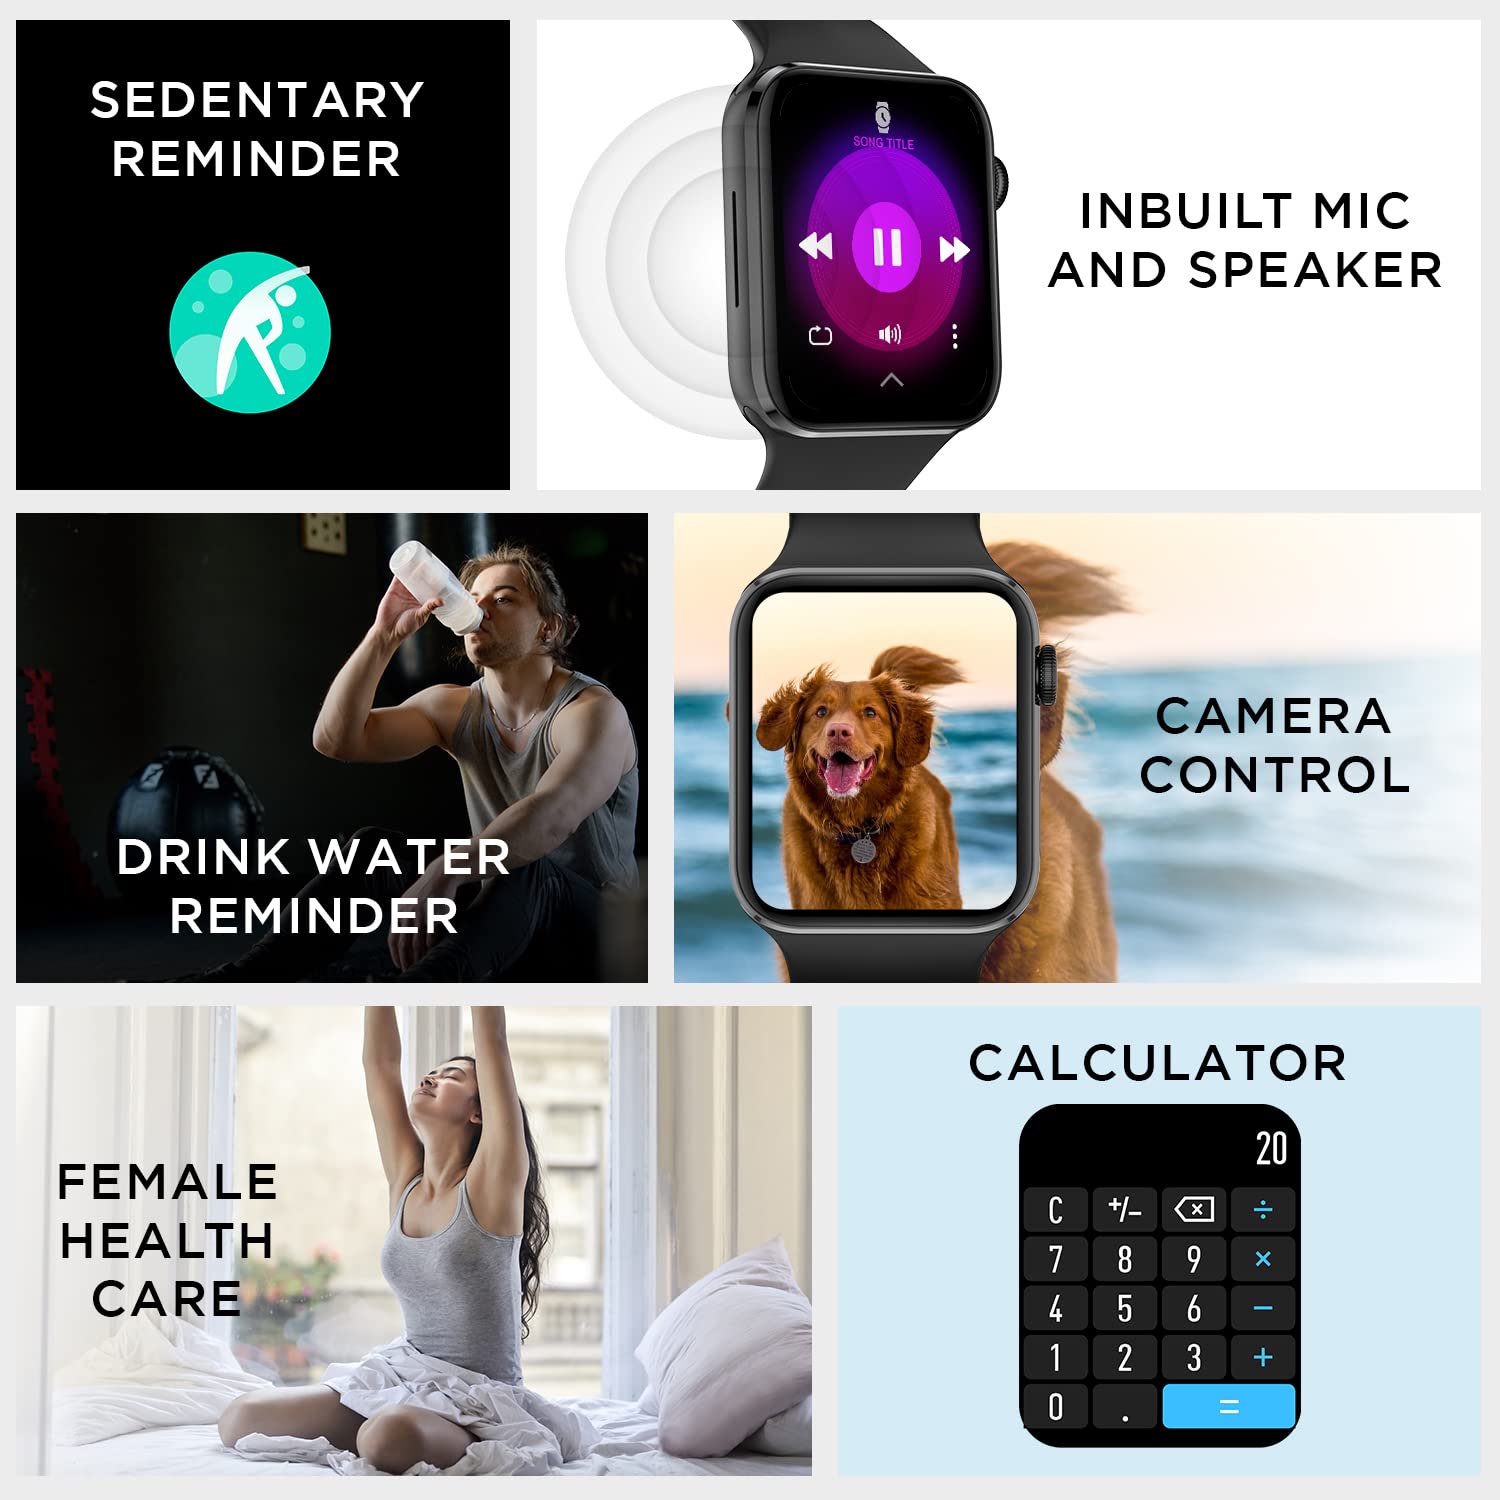 SEDENTARY
REMINDER
SONG TITLE
INBUILT MIC
AND SPEAKER
DRINK WATER
REMINDER
CAMERA
CONTROL
FEMALE
HEALTH
CARE
CALCULATOR
20
C +/- ÷
7 8 9 ×
4 5 6 −
1 2 3 +
0 . =